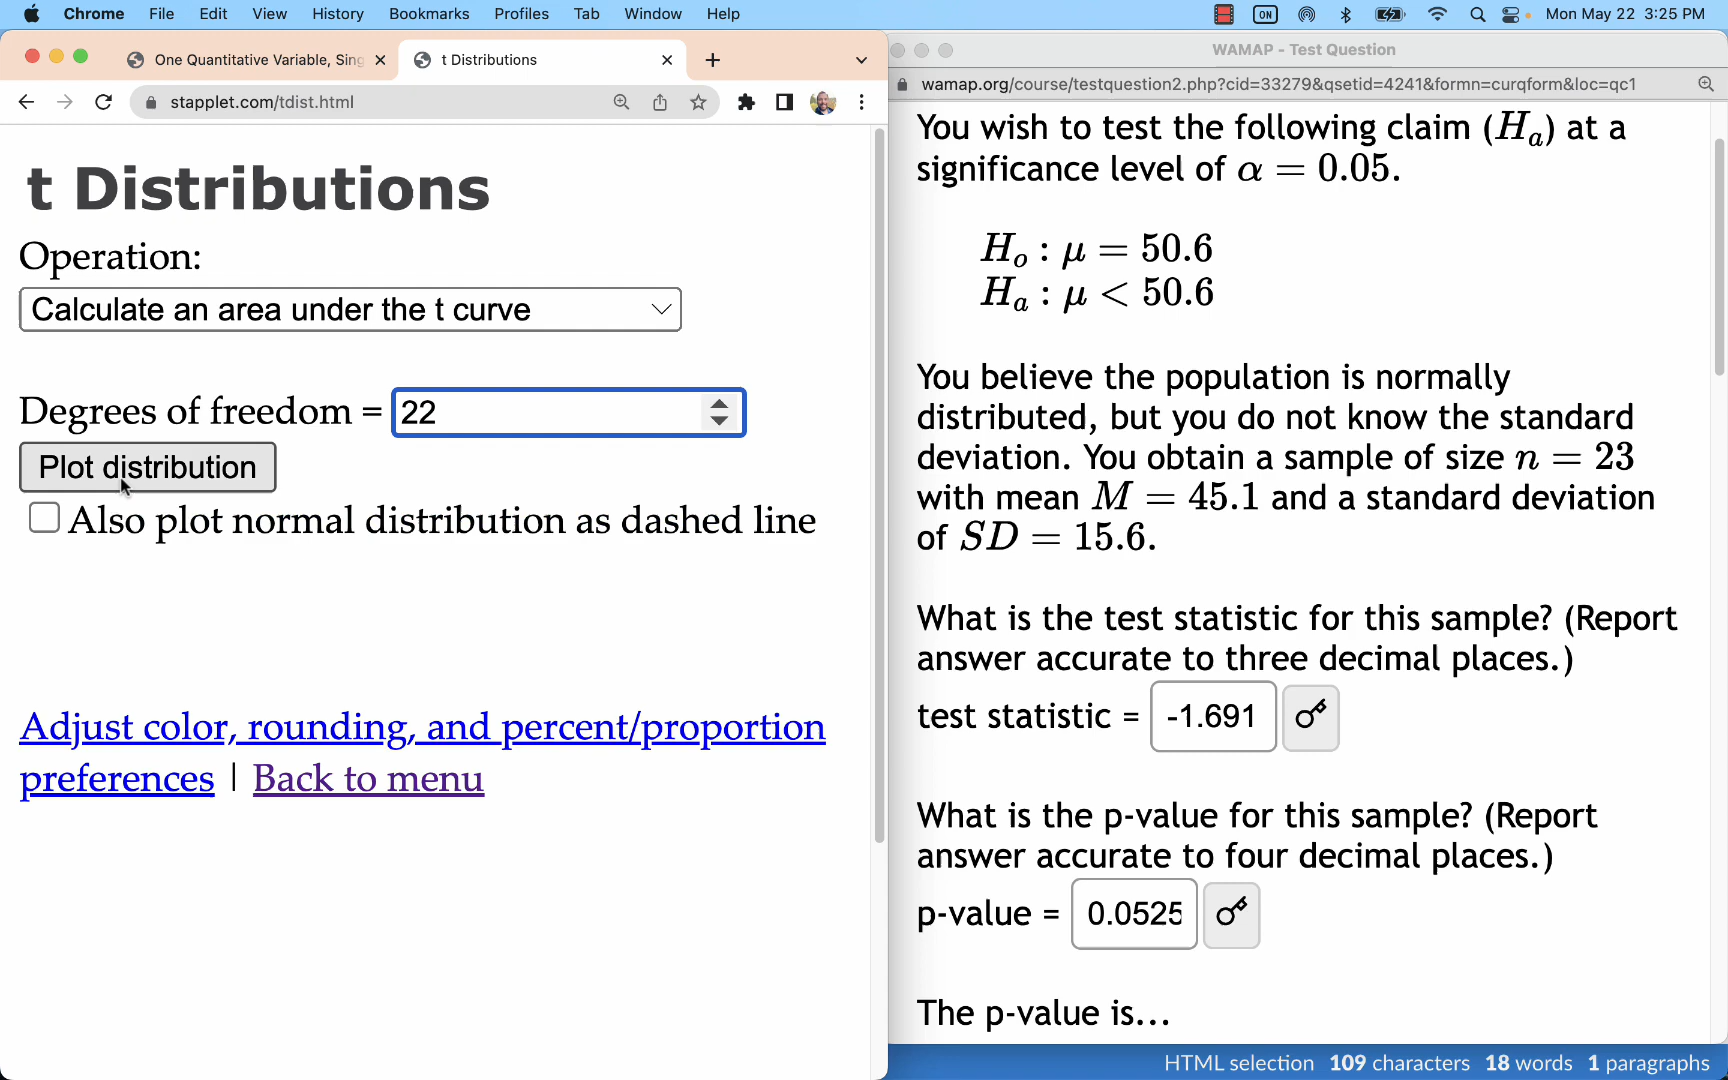 Chrome File Edit View History Bookmarks Profiles Tab Window Help ON Mon May 22 3:25 PM
One Quantitative Variable, Sing
t Distributions
stapplet.com/tdist.html
t Distributions
Operation:
Calculate an area under the t curve
Degrees of freedom = 22
Plot distribution
Also plot normal distribution as dashed line
Adjust color, rounding, and percent/proportion
preferences | Back to menu
WAMAP - Test Question
wamap.org/course/testquestion2.php?cid=33279&qsetid=4241&formn=curqform&loc=qc1
You wish to test the following claim (Hₐ) at a
significance level of α = 0.05.
Hₒ : μ = 50.6
Hₐ : μ < 50.6
You believe the population is normally
distributed, but you do not know the standard
deviation. You obtain a sample of size n = 23
with mean M = 45.1 and a standard deviation
of SD = 15.6.
What is the test statistic for this sample? (Report
answer accurate to three decimal places.)
test statistic = -1.691
What is the p-value for this sample? (Report
answer accurate to four decimal places.)
p-value = 0.0525
The p-value is...
HTML selection 109 characters 18 words 1 paragraphs